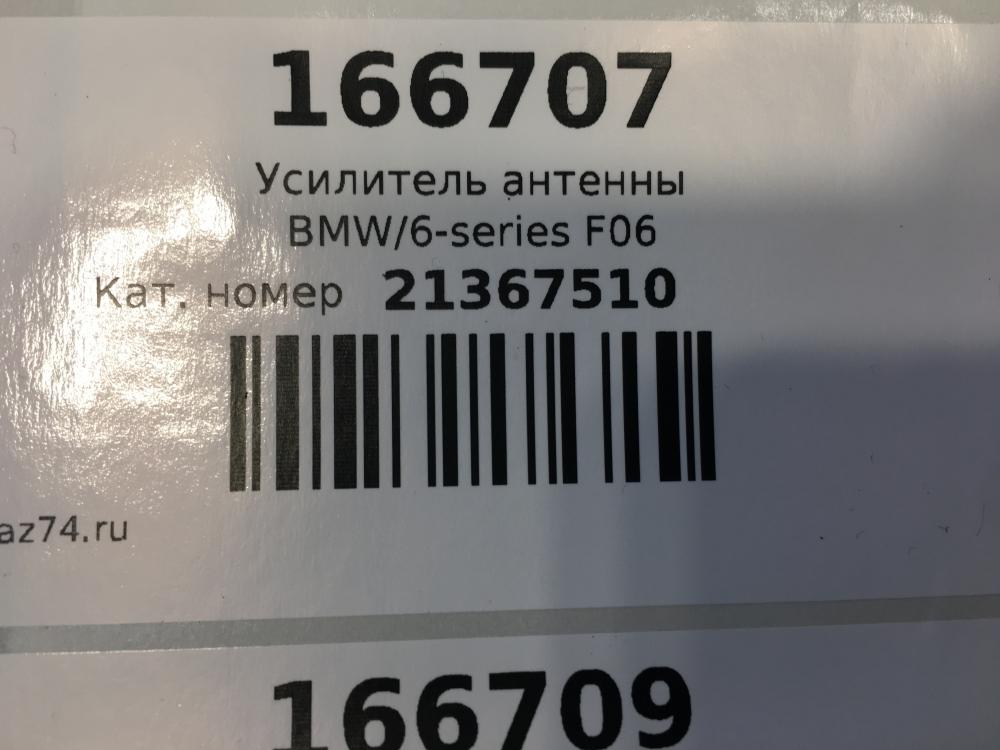 166707
Усилитель антенны
BMW/6-series F06
Кат. номер 21367510
az74.ru
166709